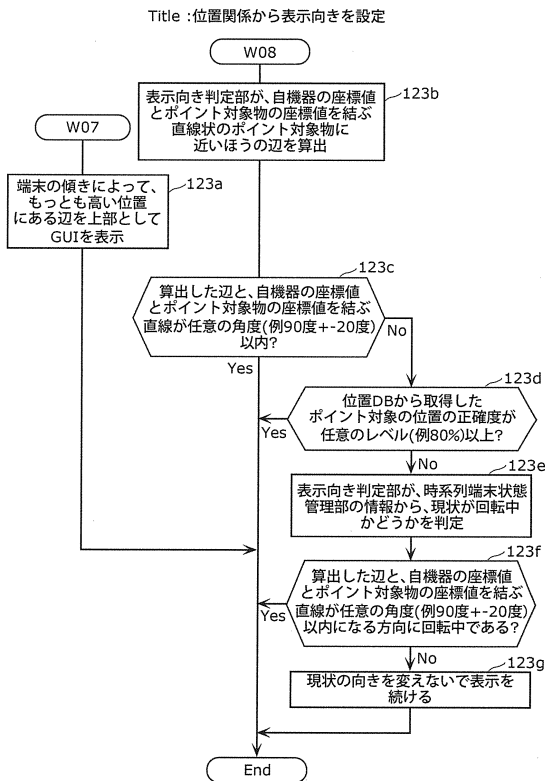 Title :位置関係から表示向きを設定
W08
表示向き判定部が、自機器の座標値
とポイント対象物の座標値を結ぶ
直線状のポイント対象物に
近いほうの辺を算出
123b
W07
端末の傾きによって、
もっとも高い位置
にある辺を上部として
GUIを表示
123a
算出した辺と、自機器の座標値
とポイント対象物の座標値を結ぶ
直線が任意の角度(例90度+-20度)
以内?
123c
No
Yes
位置DBから取得した
ポイント対象の位置の正確度が
任意のレベル(例80%)以上?
123d
Yes
No
表示向き判定部が、時系列端末状態
管理部の情報から、現状が回転中
かどうかを判定
123e
算出した辺と、自機器の座標値
とポイント対象物の座標値を結ぶ
直線が任意の角度(例90度+-20度)
以内になる方向に回転中である?
123f
Yes
No
現状の向きを変えないで表示を
続ける
123g
End